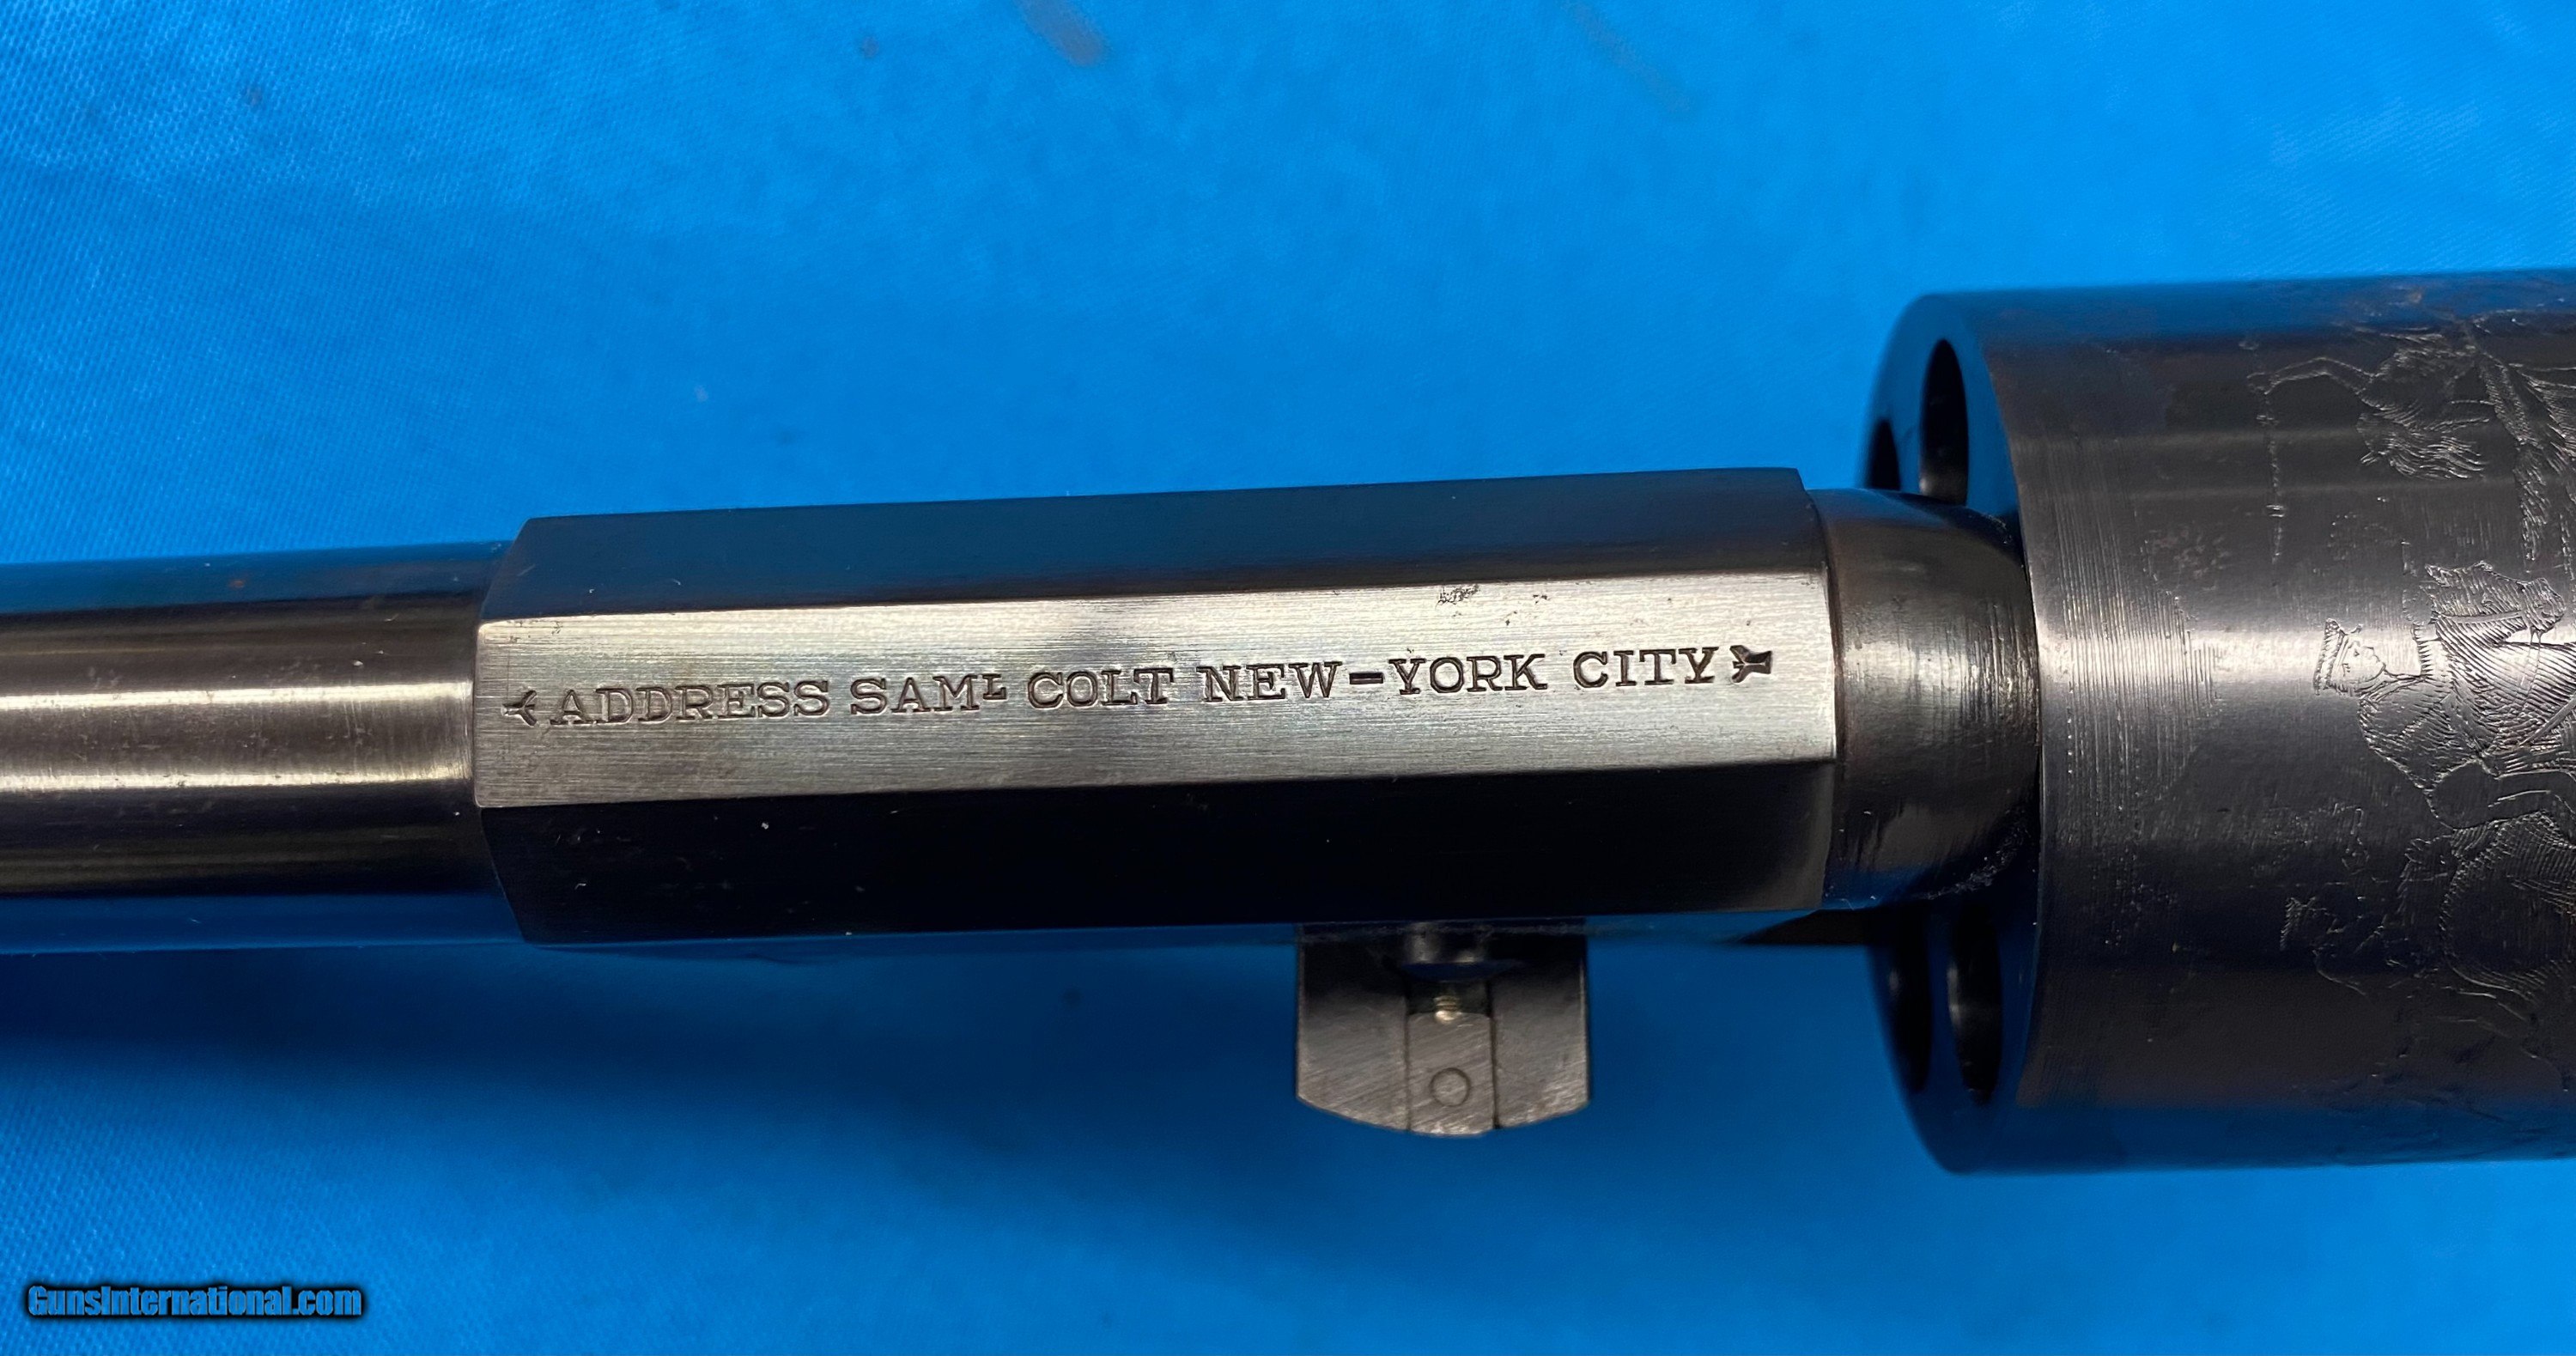 ADDRESS SAMᴸ COLT NEW-YORK CITY
GunsInternational.com